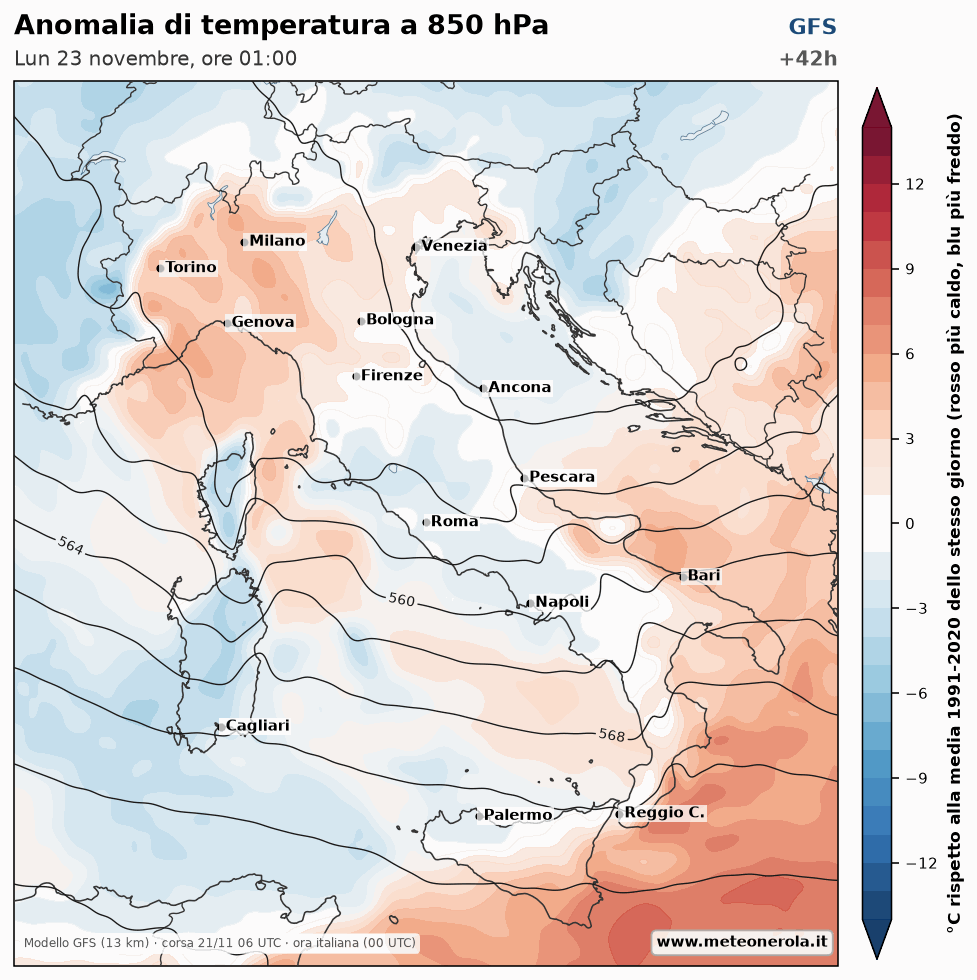 Anomalia di temperatura a 850 hPa
GFS
Lun 23 novembre, ore 01:00
+42h
Milano
Venezia
Torino
Genova
Bologna
Firenze
Ancona
Pescara
Roma
564
Bari
560
Napoli
Cagliari
568
Palermo
Reggio C.
Modello GFS (13 km) · corsa 21/11 06 UTC · ora italiana (00 UTC)
www.meteonerola.it
12
9
6
3
0
−3
−6
−9
−12
°C rispetto alla media 1991-2020 dello stesso giorno (rosso più caldo, blu più freddo)